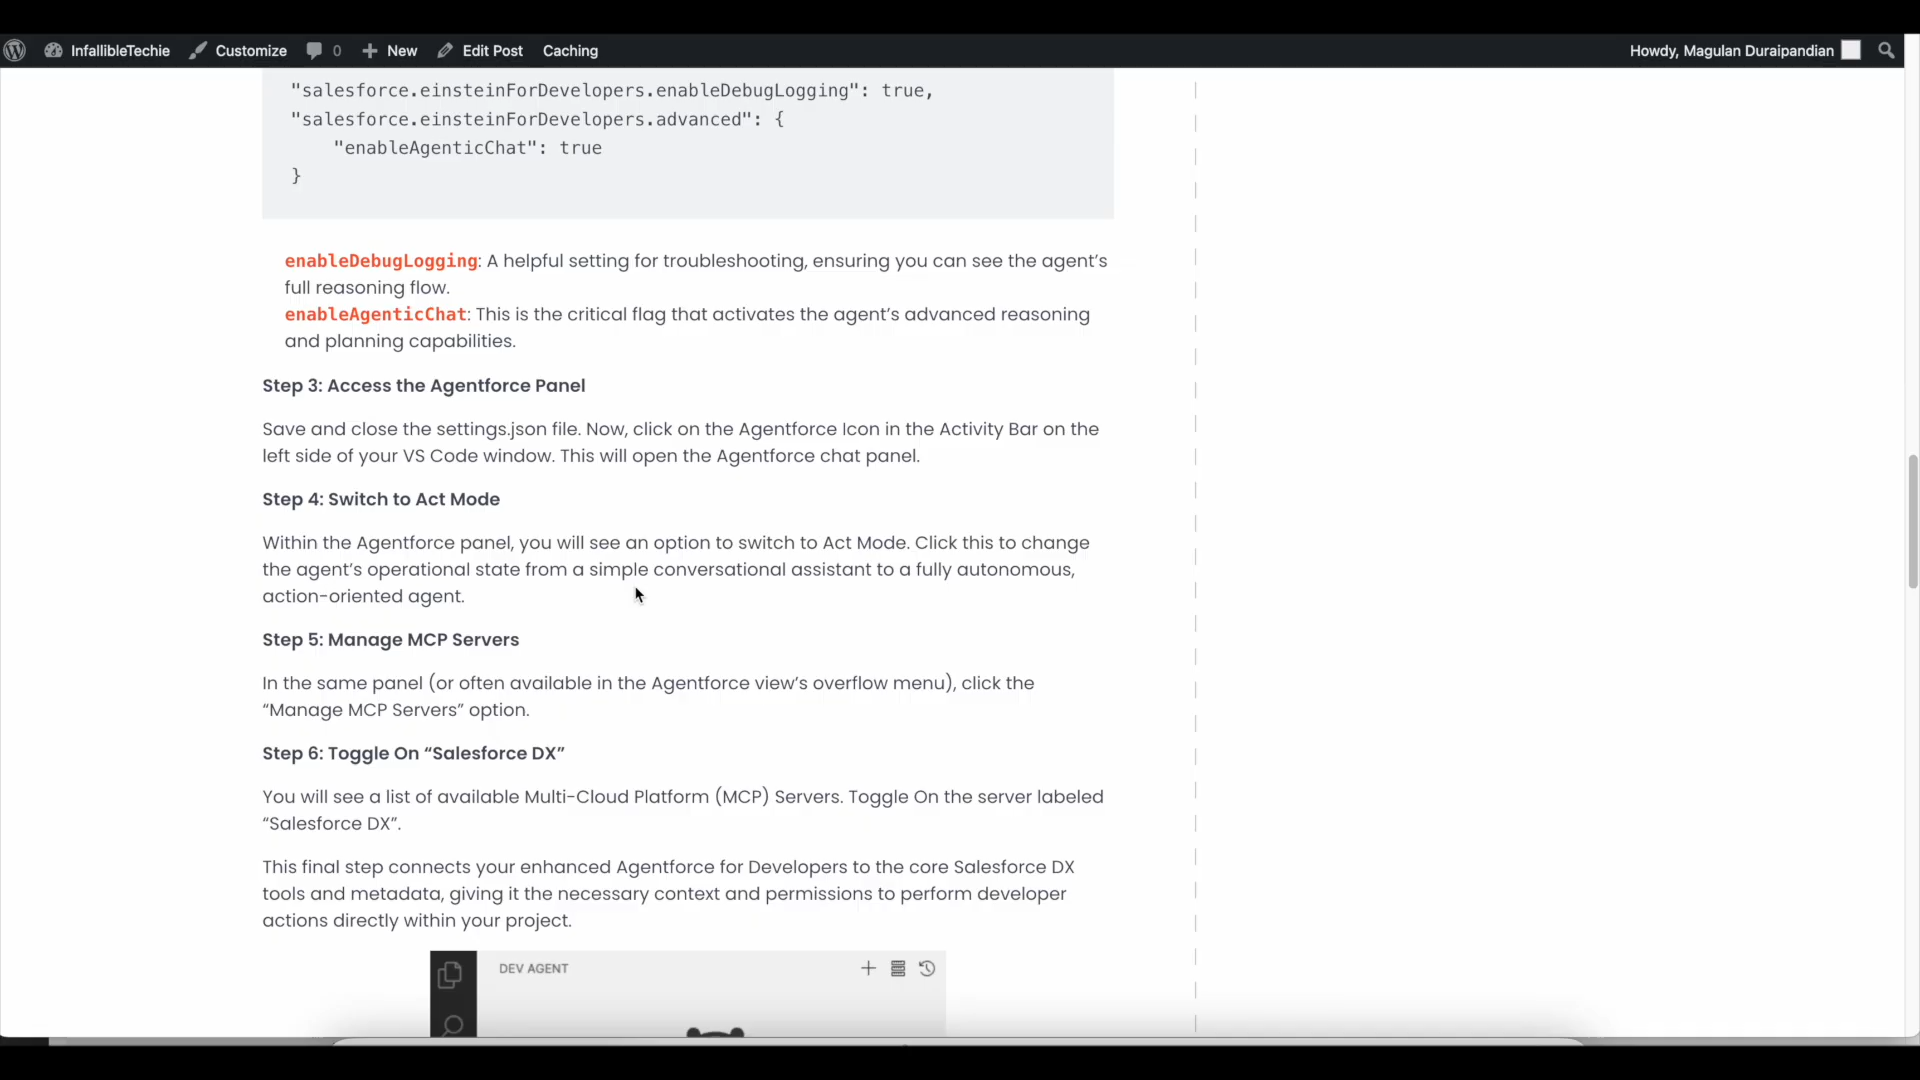 InfallibleTechie Customize 0 New Edit Post Caching Howdy, Magulan Duraipandian
"salesforce.einsteinForDevelopers.enableDebugLogging": true,
"salesforce.einsteinForDevelopers.advanced": {
"enableAgenticChat": true
}
enableDebugLogging: A helpful setting for troubleshooting, ensuring you can see the agent’s
full reasoning flow.
enableAgenticChat: This is the critical flag that activates the agent’s advanced reasoning
and planning capabilities.
Step 3: Access the Agentforce Panel
Save and close the settings.json file. Now, click on the Agentforce Icon in the Activity Bar on the
left side of your VS Code window. This will open the Agentforce chat panel.
Step 4: Switch to Act Mode
Within the Agentforce panel, you will see an option to switch to Act Mode. Click this to change
the agent’s operational state from a simple conversational assistant to a fully autonomous,
action-oriented agent.
Step 5: Manage MCP Servers
In the same panel (or often available in the Agentforce view’s overflow menu), click the
“Manage MCP Servers” option.
Step 6: Toggle On “Salesforce DX”
You will see a list of available Multi-Cloud Platform (MCP) Servers. Toggle On the server labeled
“Salesforce DX”.
This final step connects your enhanced Agentforce for Developers to the core Salesforce DX
tools and metadata, giving it the necessary context and permissions to perform developer
actions directly within your project.
DEV AGENT